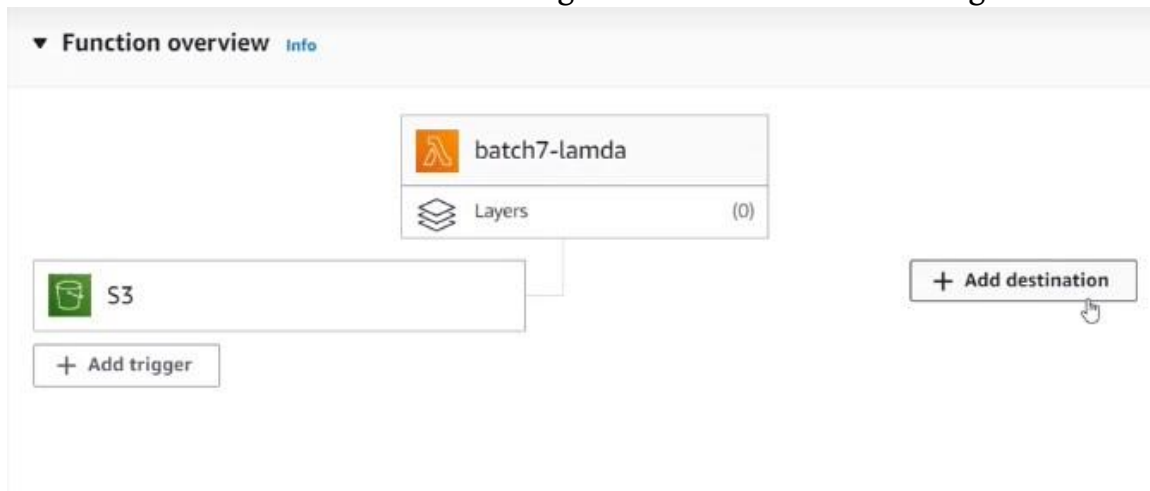 ▼ Function overview Info
batch7-lamda
Layers (0)
S3
+ Add destination
+ Add trigger